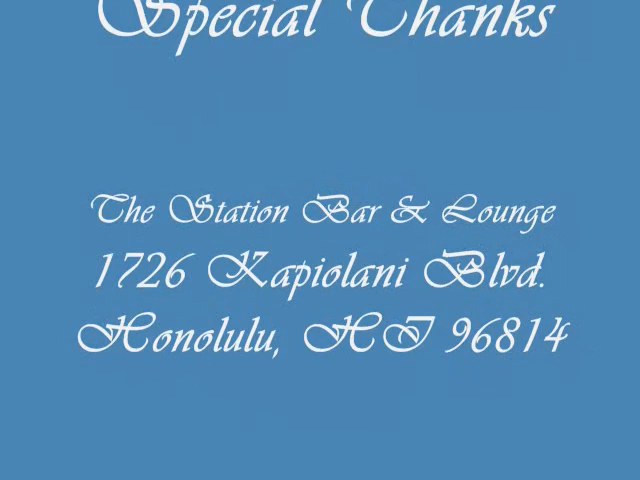 Special Thanks
The Station Bar & Lounge
1726 Kapiolani Blvd.
Honolulu, HI 96814